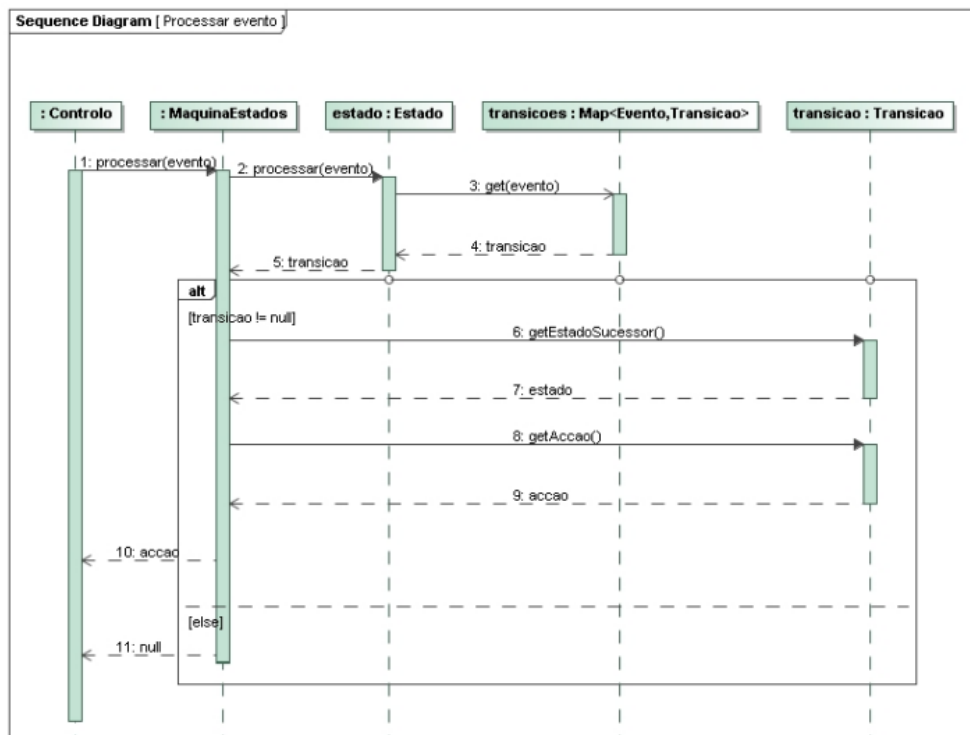 Sequence Diagram [ Processar evento ]
: Controlo
: MaquinaEstados
estado : Estado
transicoes : Map<Evento,Transicao>
transicao : Transicao
1: processar(evento)
2: processar(evento)
3: get(evento)
4: transicao
5: transicao
alt
[transicao != null]
6: getEstadoSucessor()
7: estado
8: getAccao()
9: accao
10: accao
[else]
11: null